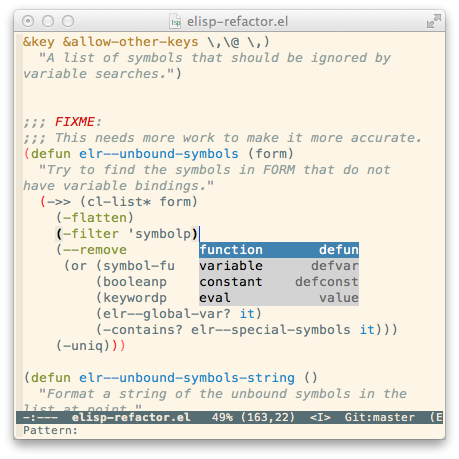 elisp-refactor.el
&key &allow-other-keys \,\@ \,)
"A list of symbols that should be ignored by
variable searches.")
;;; FIXME:
;;; This needs more work to make it more accurate.
(defun elr--unbound-symbols (form)
"Try to find the symbols in FORM that do not
have variable bindings."
(->> (cl-list* form)
(-flatten)
(-filter 'symbolp)
(--remove function defun
(or (symbol-fu variable defvar
(booleanp constant defconst
(keywordp eval value
(elr--global-var? it)
(-contains? elr--special-symbols it)))
(-uniq)))
(defun elr--unbound-symbols-string ()
"Format a string of the unbound symbols in the
list at point."
-:--- elisp-refactor.el 49% (163,22) <I> Git:master (E
Pattern: